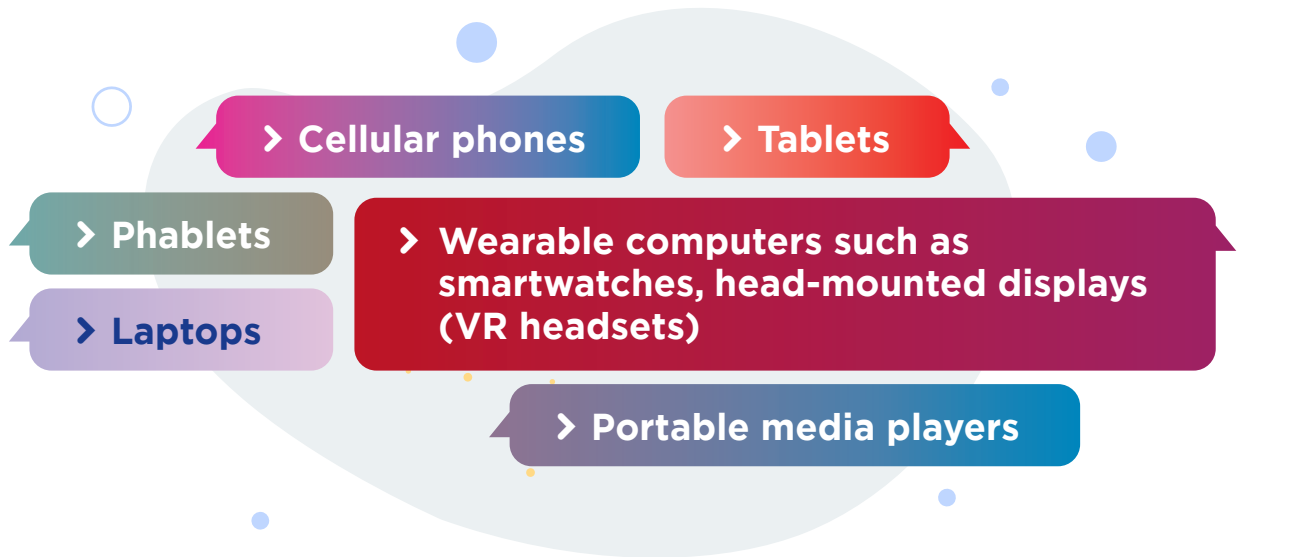 Cellular phones
Tablets
Phablets
Wearable computers such as
smartwatches, head-mounted displays
(VR headsets)
Laptops
Portable media players